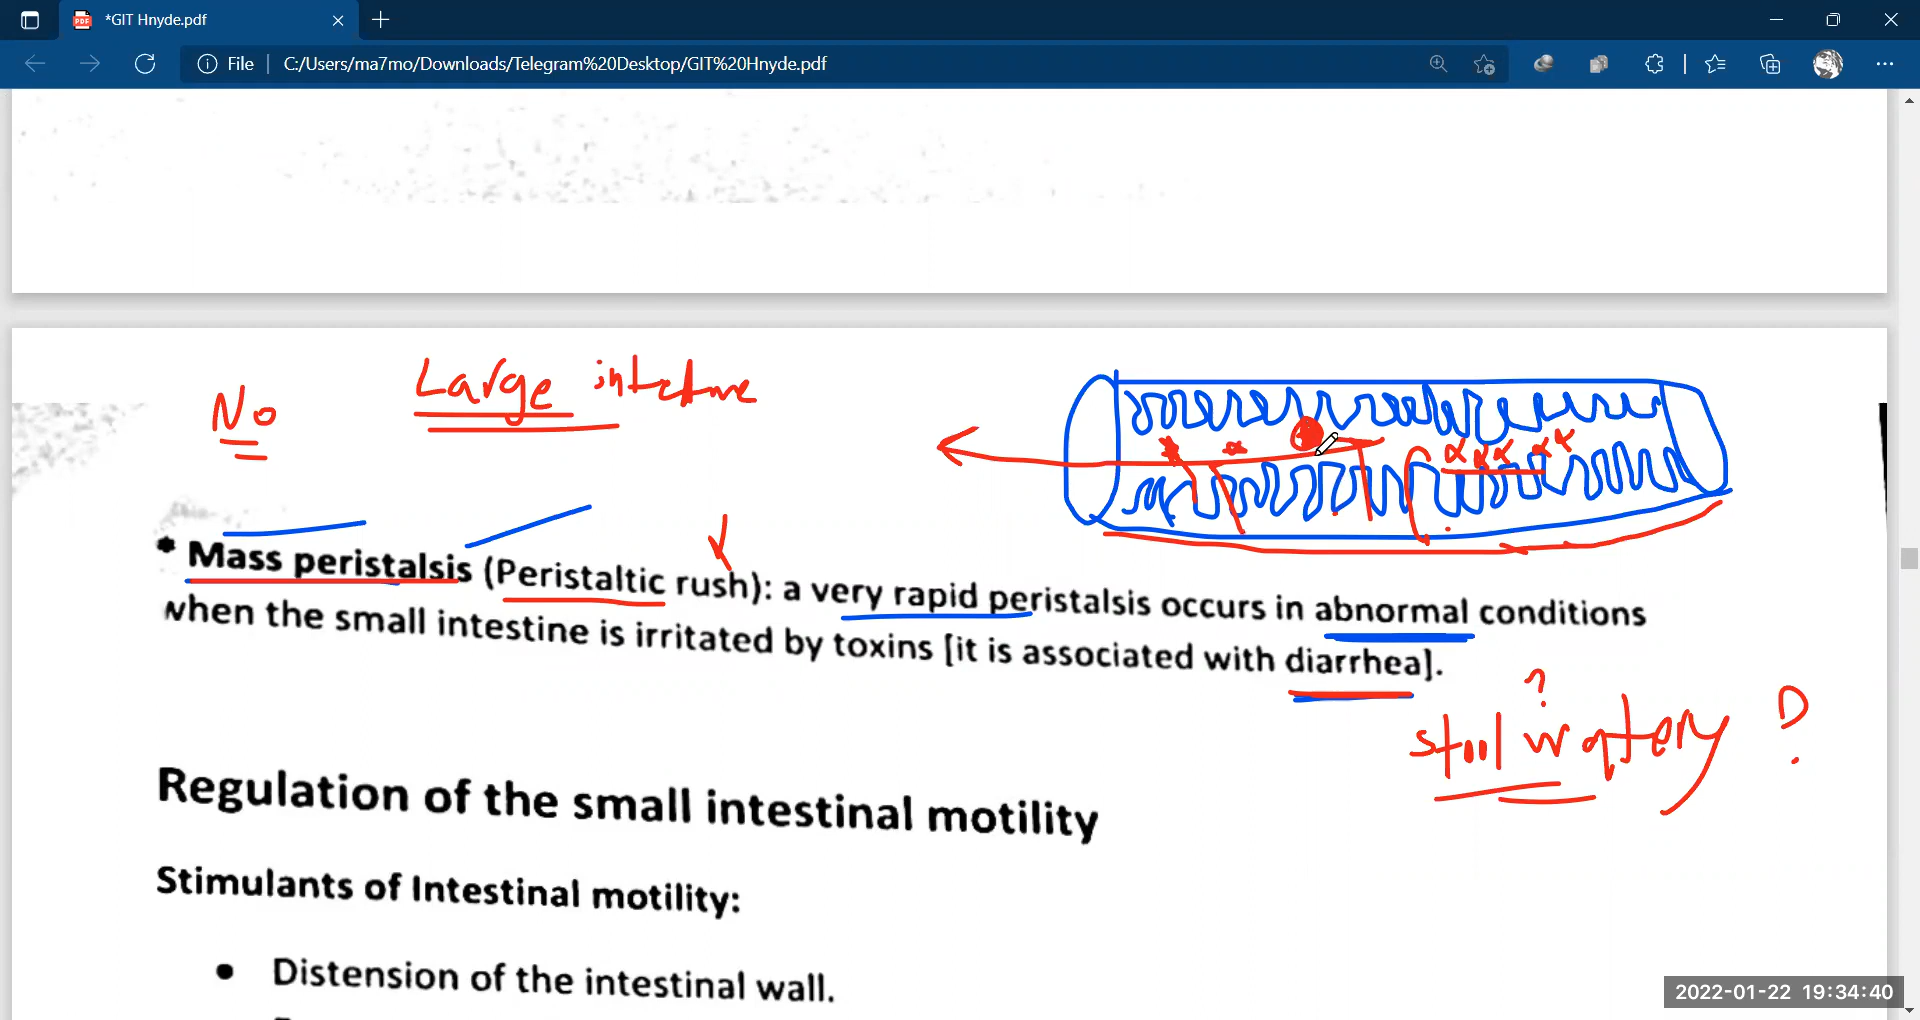 *GIT Hnyde.pdf
File C:/Users/ma7mo/Downloads/Telegram%20Desktop/GIT%20Hnyde.pdf
No
Large intestine
* Mass peristalsis (Peristaltic rush): a very rapid peristalsis occurs in abnormal conditions
when the small intestine is irritated by toxins [it is associated with diarrhea].
?
stool watery
Regulation of the small intestinal motility
Stimulants of Intestinal motility:
• Distension of the intestinal wall.
2022-01-22 19:34:40